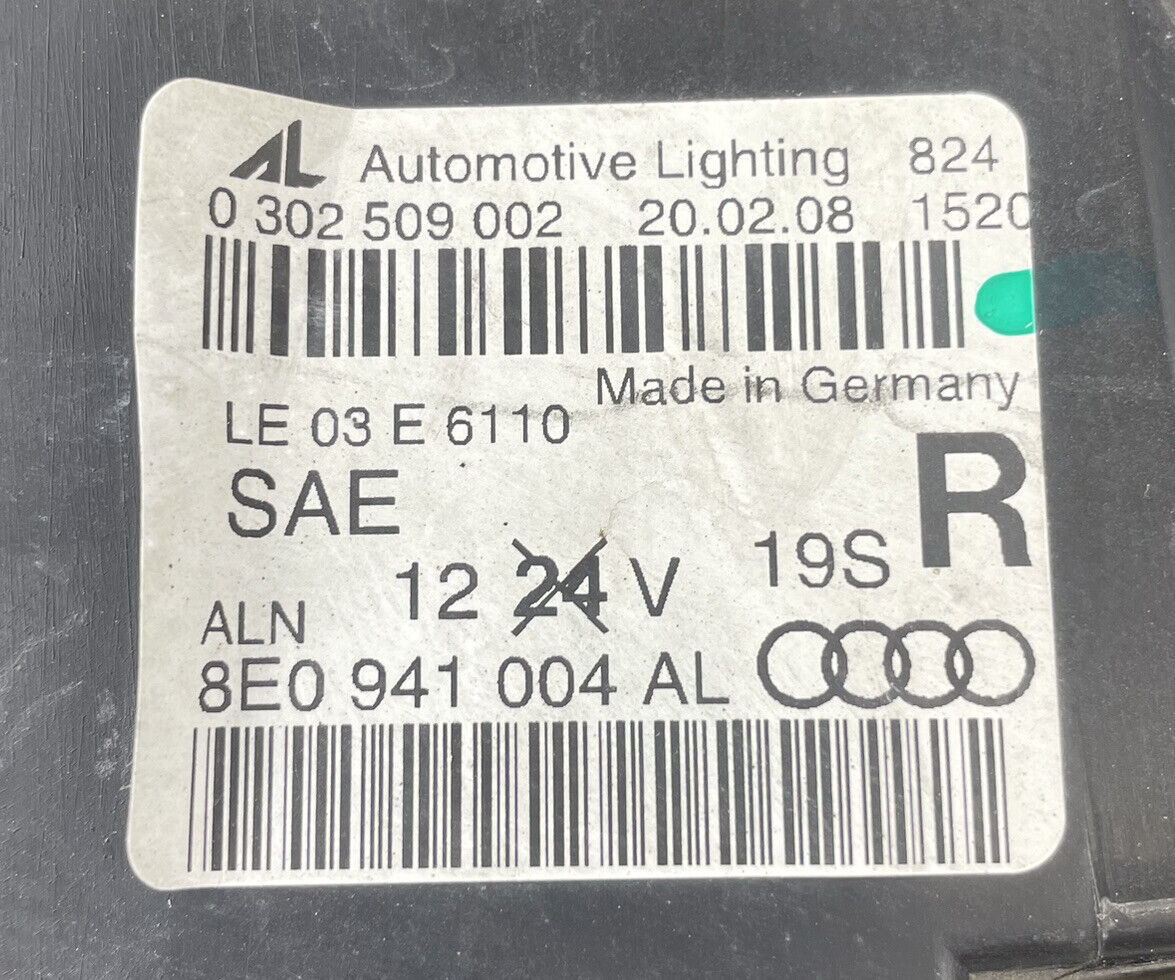 AL Automotive Lighting 824
0 302 509 002 20.02.08 1520
Made in Germany
LE 03 E 6110
SAE R
12 24 V 19S
ALN
8E0 941 004 AL